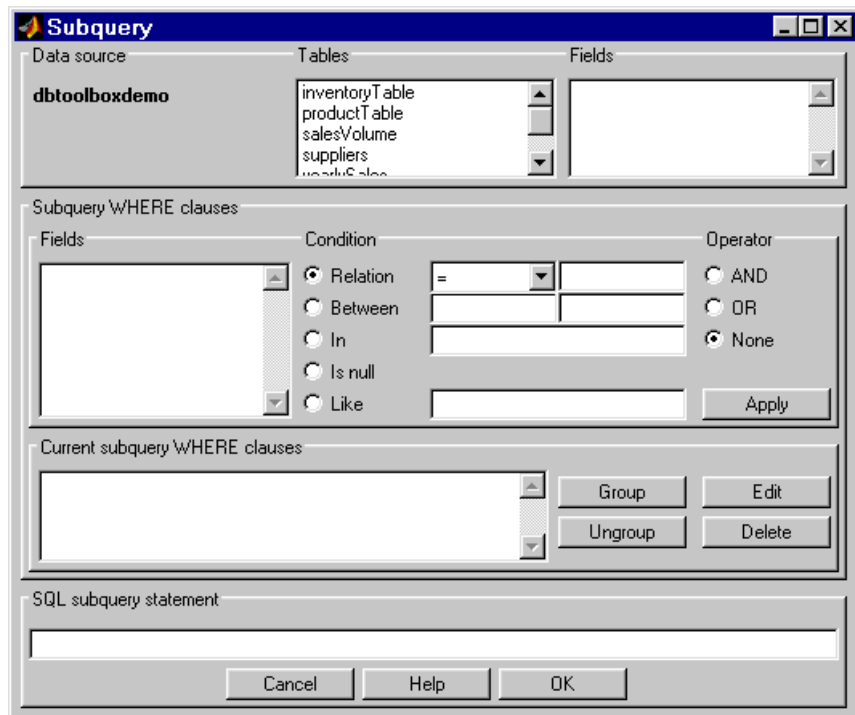 Subquery
Data source
Tables
Fields
dbtoolboxdemo
inventoryTable
productTable
salesVolume
suppliers
yearlySales
Subquery WHERE clauses
Fields
Condition
Operator
Relation
=
AND
Between
OR
In
None
Is null
Like
Apply
Current subquery WHERE clauses
Group
Edit
Ungroup
Delete
SQL subquery statement
Cancel
Help
OK